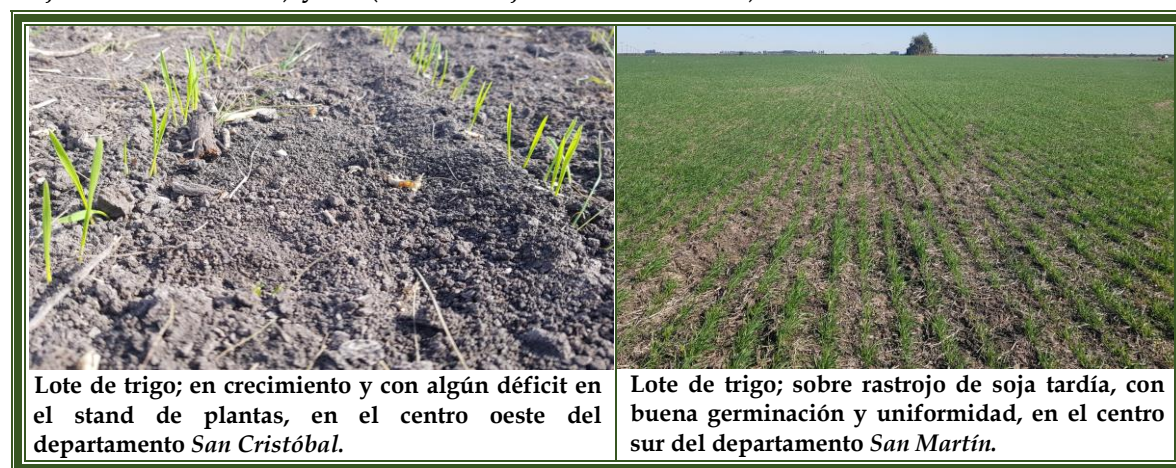 Lote de trigo; en crecimiento y con algún déficit en
el stand de plantas, en el centro oeste del
departamento San Cristóbal.
Lote de trigo; sobre rastrojo de soja tardía, con
buena germinación y uniformidad, en el centro
sur del departamento San Martín.